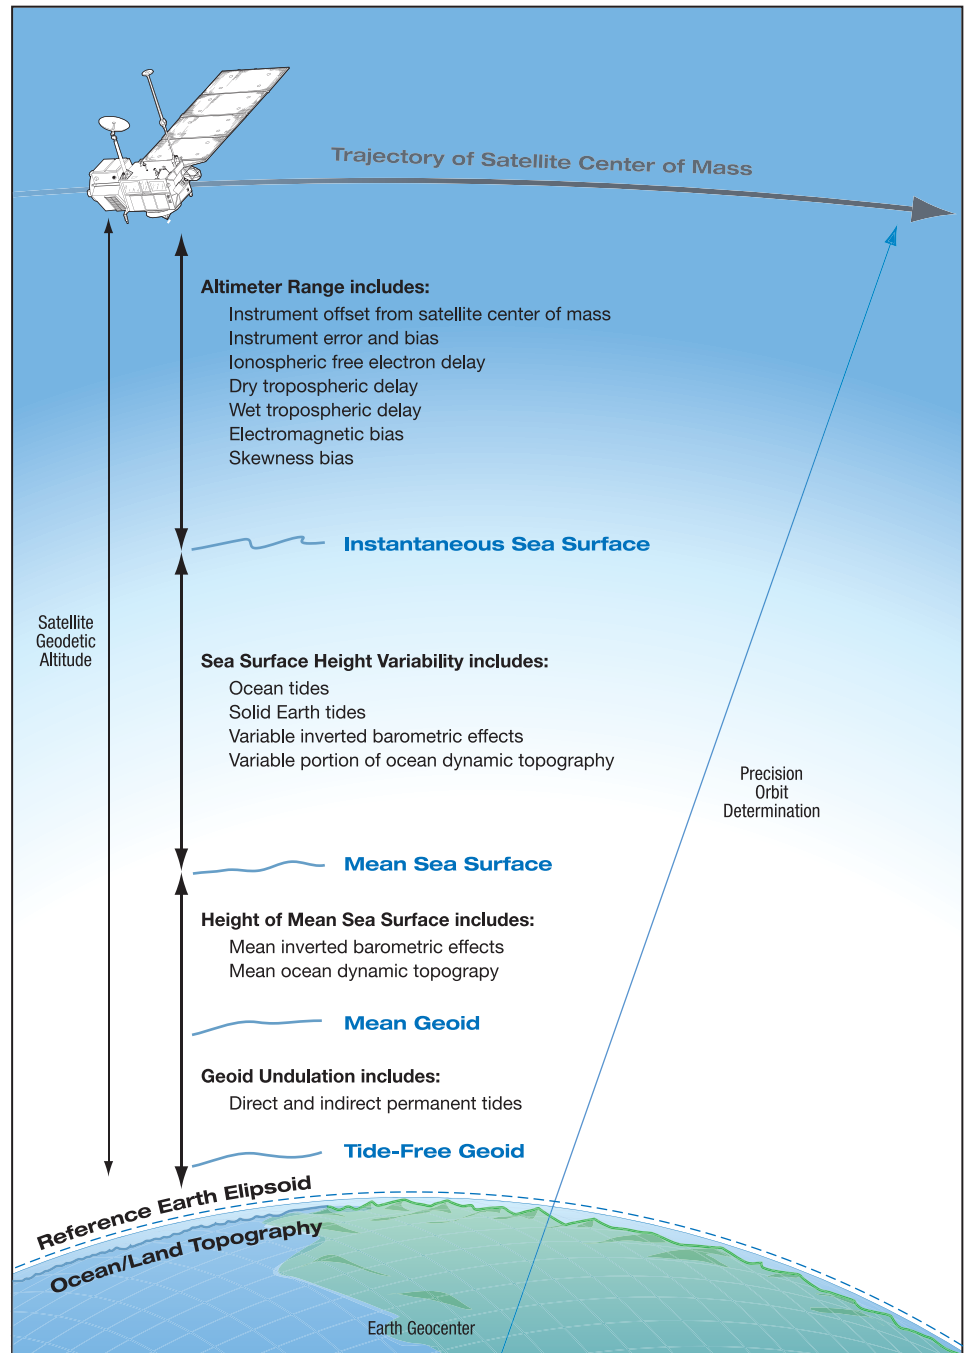 Trajectory of Satellite Center of Mass
Altimeter Range includes:
Instrument offset from satellite center of mass
Instrument error and bias
Ionospheric free electron delay
Dry tropospheric delay
Wet tropospheric delay
Electromagnetic bias
Skewness bias
Instantaneous Sea Surface
Satellite
Geodetic
Altitude
Sea Surface Height Variability includes:
Ocean tides
Solid Earth tides
Variable inverted barometric effects
Variable portion of ocean dynamic topography
Precision
Orbit
Determination
Mean Sea Surface
Height of Mean Sea Surface includes:
Mean inverted barometric effects
Mean ocean dynamic topograpy
Mean Geoid
Geoid Undulation includes:
Direct and indirect permanent tides
Tide-Free Geoid
Reference Earth Elipsoid
Ocean/Land Topography
Earth Geocenter